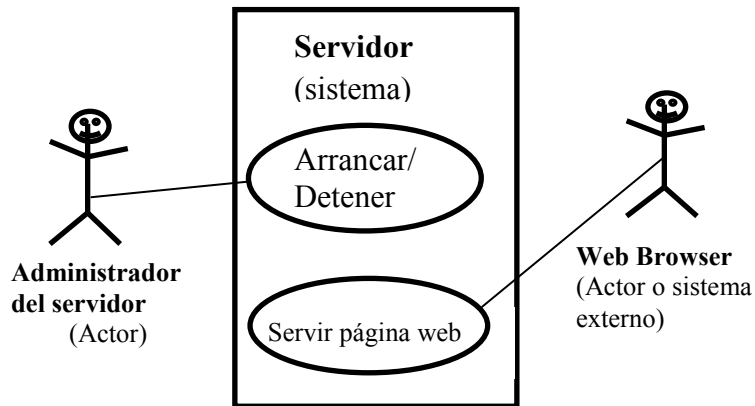 Servidor
(sistema)
Arrancar/
Detener
Administrador
del servidor
(Actor)
Servir página web
Web Browser
(Actor o sistema
externo)